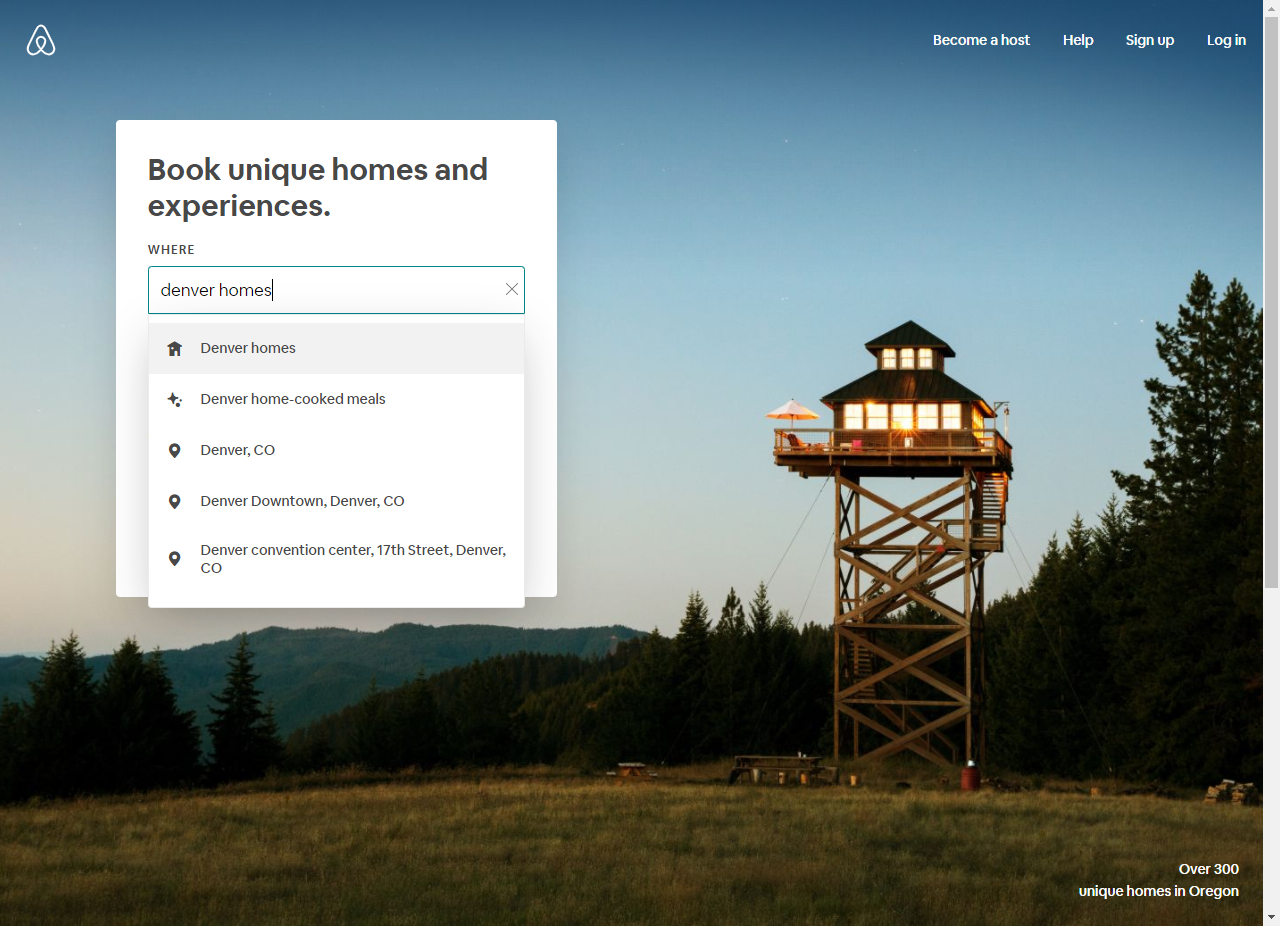 Become a host Help Sign up Log in
Book unique homes and
experiences.
WHERE
denver homes
Denver homes
Denver home-cooked meals
Denver, CO
Denver Downtown, Denver, CO
Denver convention center, 17th Street, Denver,
CO
Over 300
unique homes in Oregon